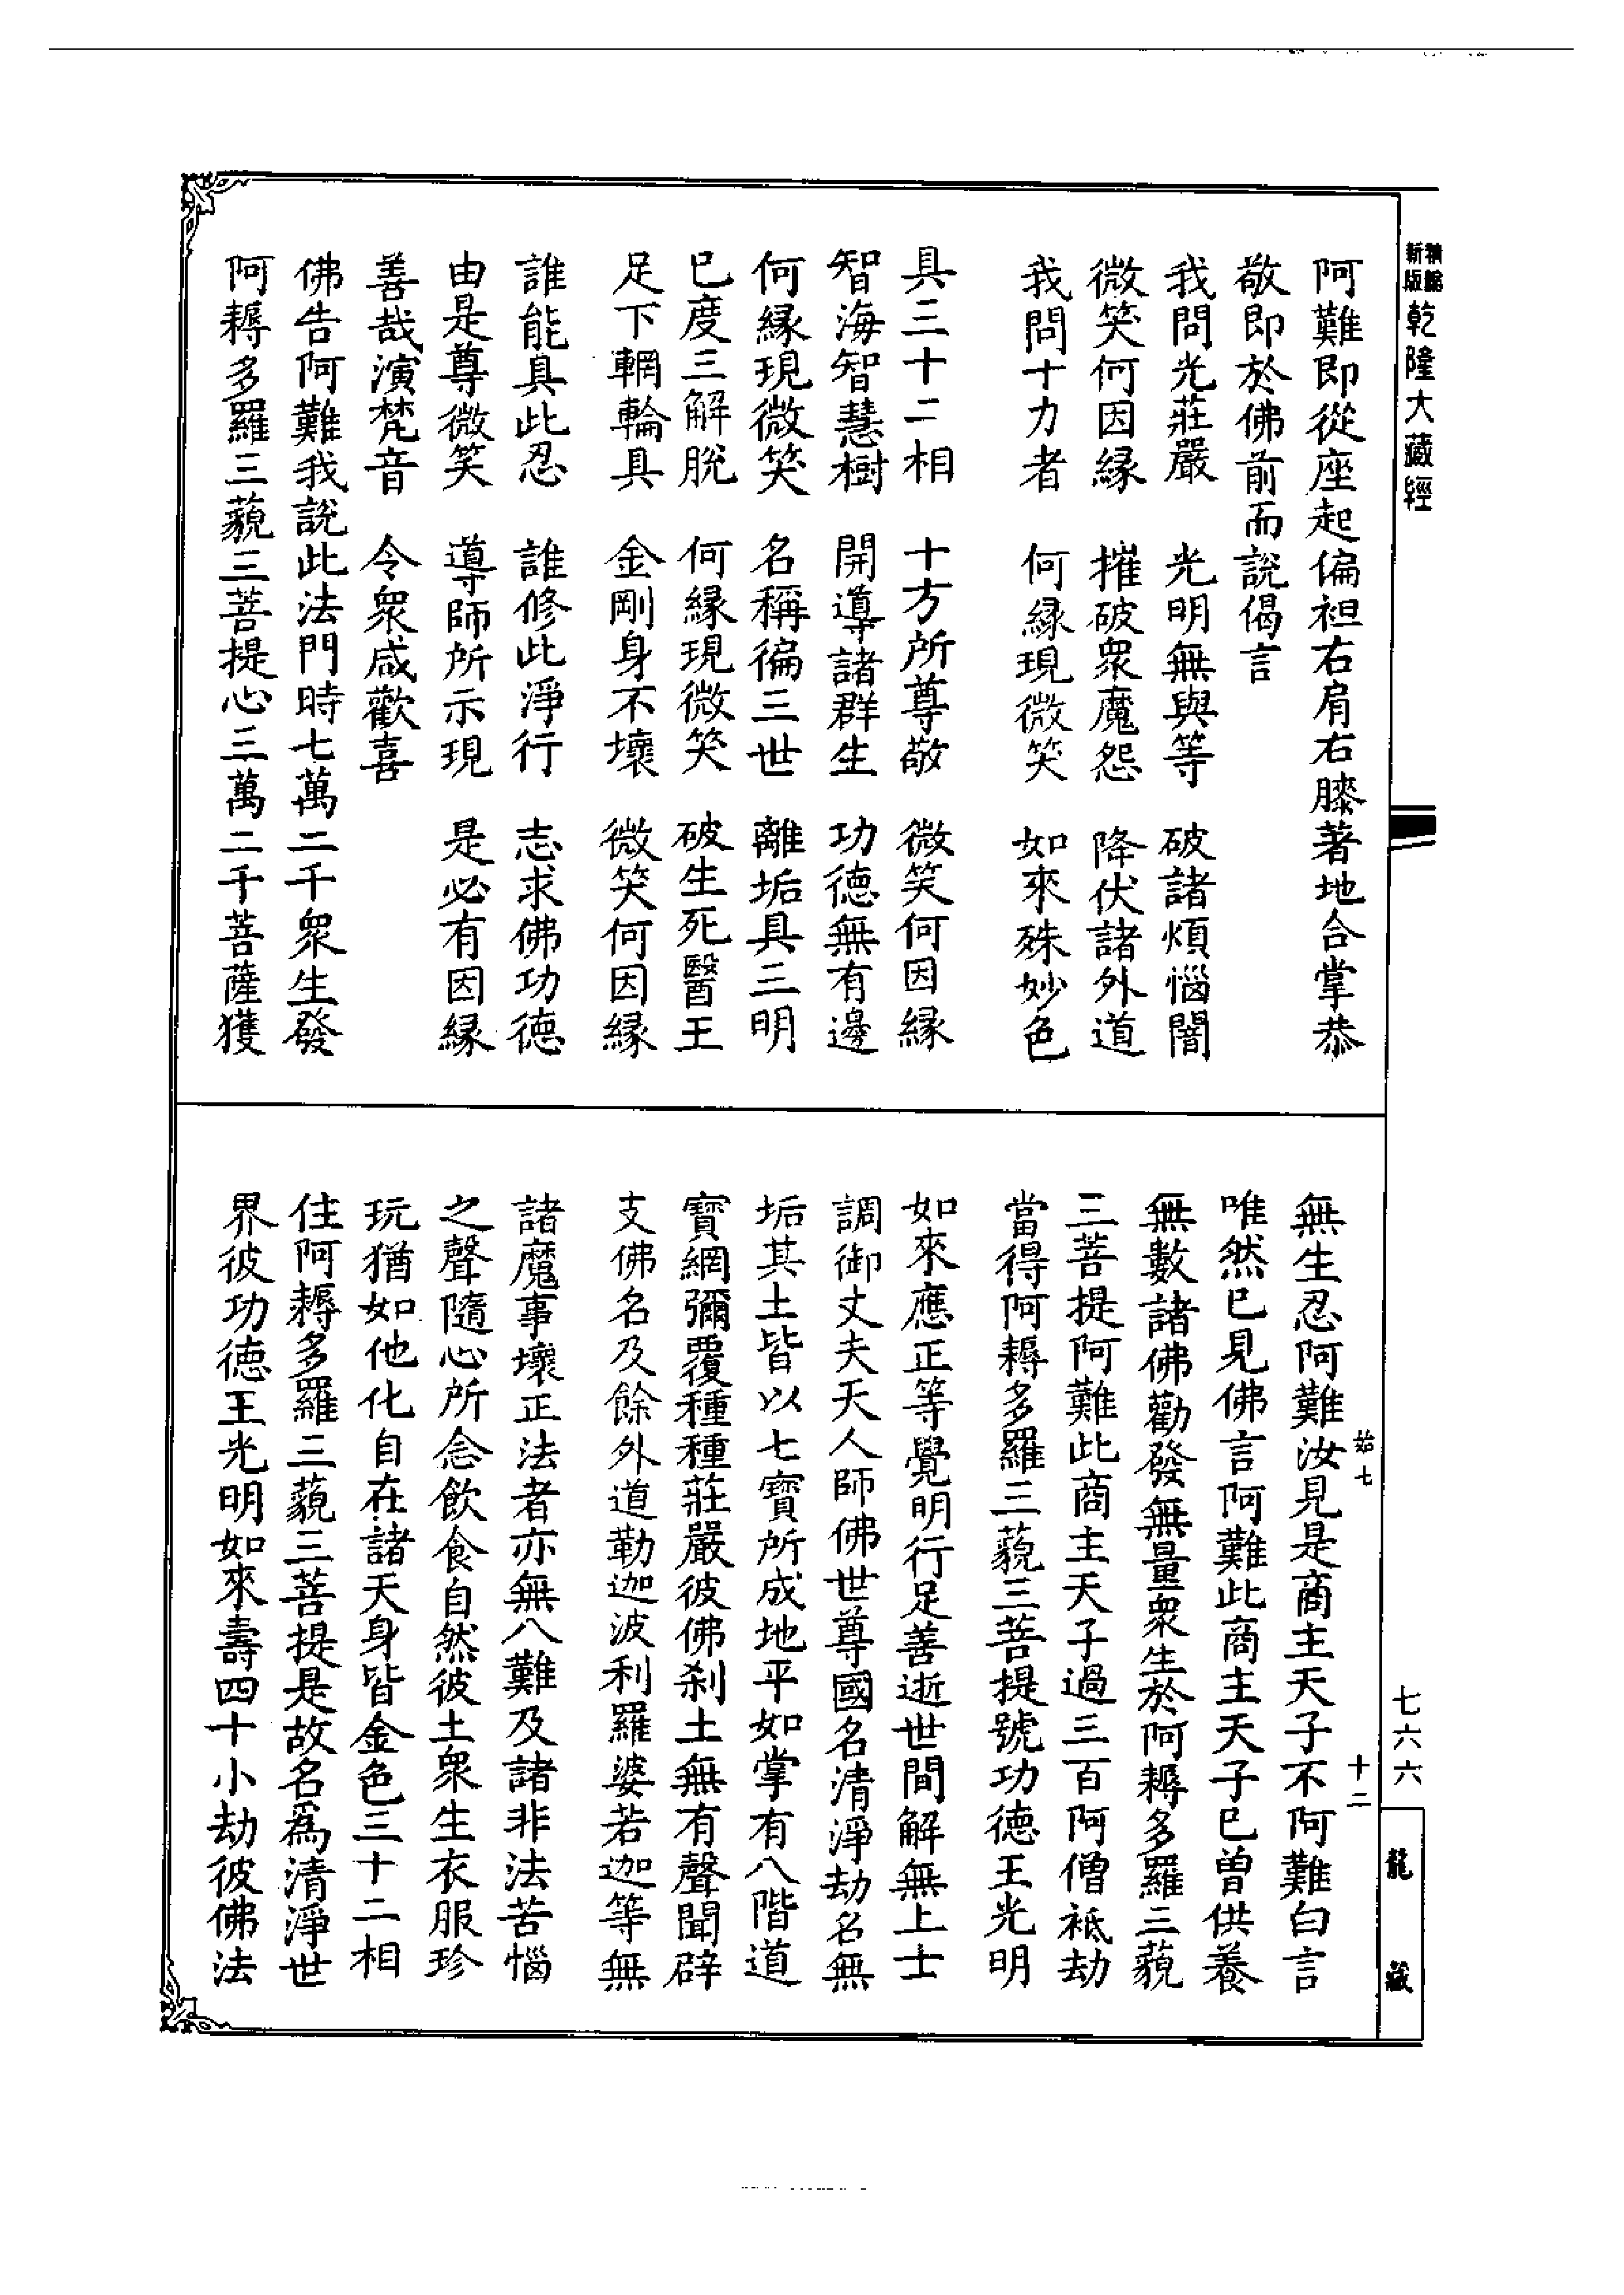 新編縮版
乾隆大藏經
阿難即從座起偏袒右肩右膝著地合掌恭
敬即於佛前而說偈言
我問光莊嚴　光明無與等　破諸煩惱闇
微笑何因緣　摧破眾魔怨　降伏諸外道
我問十力者　何緣現微笑　如來殊妙色
具三十二相　十方所尊敬　微笑何因緣
智海智慧樹　開導諸群生　功德無有邊
何緣現微笑　名稱徧三世　離垢具三明
已度三解脫　何緣現微笑　破生死醫王
足下輞輪具　金剛身不壞　微笑何因緣
誰能具此忍　誰修此淨行　志求佛功德
由是尊微笑　導師所示現　是必有因緣
善哉演梵音　令眾咸歡喜
佛告阿難我說此法門時七萬二千眾生發
阿耨多羅三藐三菩提心三萬二千菩薩獲
無生忍阿難汝見是商主天子不阿難白言
唯然已見佛言阿難此商主天子已曾供養
無數諸佛勸發無量眾生於阿耨多羅三藐
三菩提阿難此商主天子過三百阿僧祇劫
當得阿耨多羅三藐三菩提號功德王光明
如來應正等覺明行足善逝世間解無上士
調御丈夫天人師佛世尊國名清淨劫名無
垢其土皆以七寶所成地平如掌有八階道
寶網彌覆種種莊嚴彼佛剎土無有聲聞辟
支佛名及餘外道勒迦波利羅婆若迦等無
諸魔事壞正法者亦無八難及諸非法苦惱
之聲隨心所念飲食自然彼土眾生衣服珍
玩猶如他化自在諸天身皆金色三十二相
住阿耨多羅三藐三菩提是故名為清淨世
界彼功德王光明如來壽四十小劫彼佛法
始七
十二
七六六
龍藏